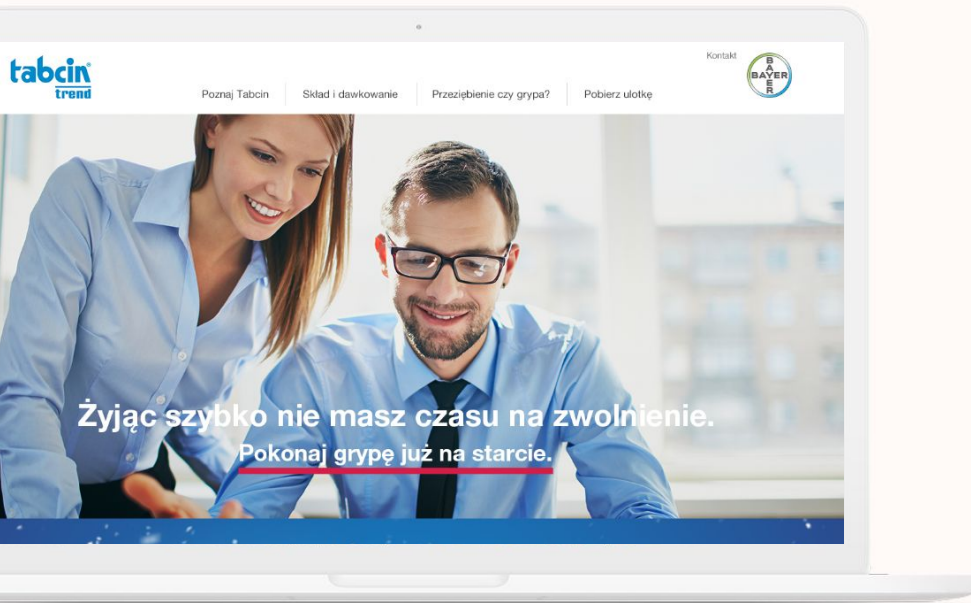 tabcin
trend
Kontakt
BAYER
BAYER
Poznaj Tabcin
Skład i dawkowanie
Przeziębienie czy grypa?
Pobierz ulotkę
Żyjąc szybko nie masz czasu na zwolnienie.
Pokonaj grypę już na starcie.